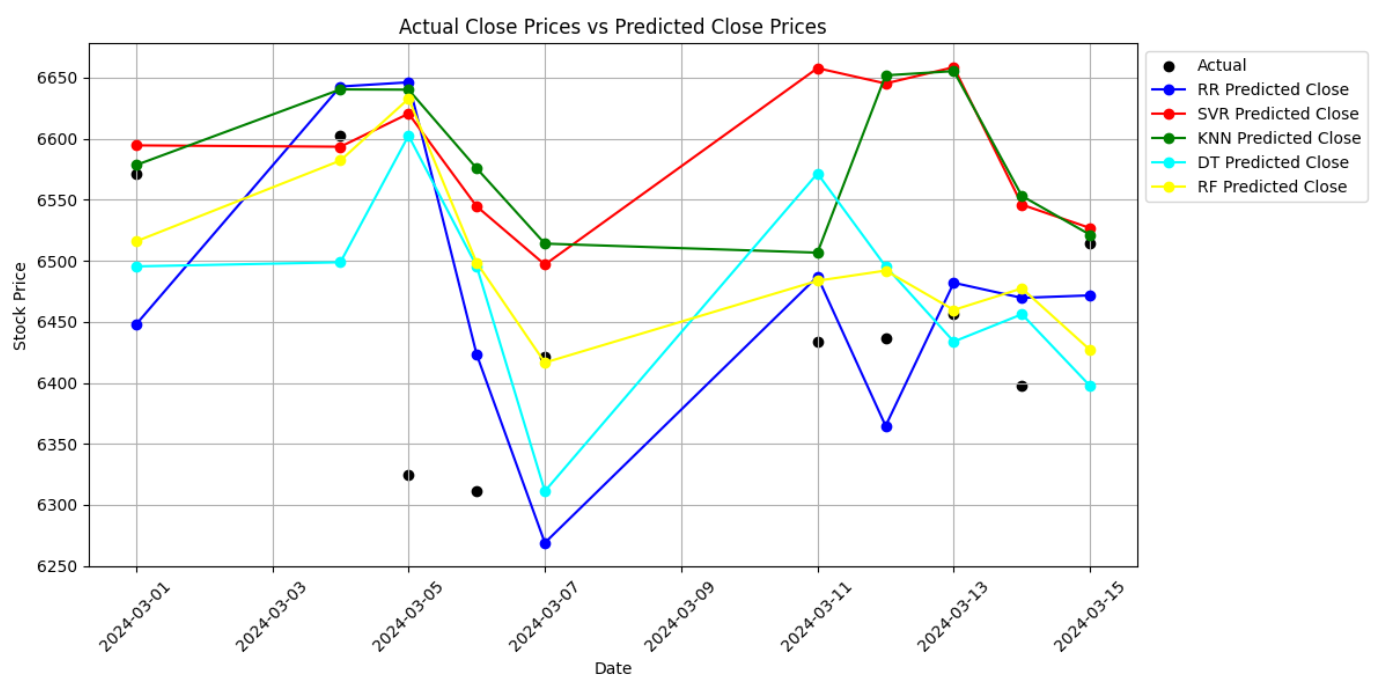 Actual Close Prices vs Predicted Close Prices
Stock Price
6650
6600
6550
6500
6450
6400
6350
6300
6250
2024-03-01
2024-03-03
2024-03-05
2024-03-07
2024-03-09
2024-03-11
2024-03-13
2024-03-15
Date
Actual
RR Predicted Close
SVR Predicted Close
KNN Predicted Close
DT Predicted Close
RF Predicted Close